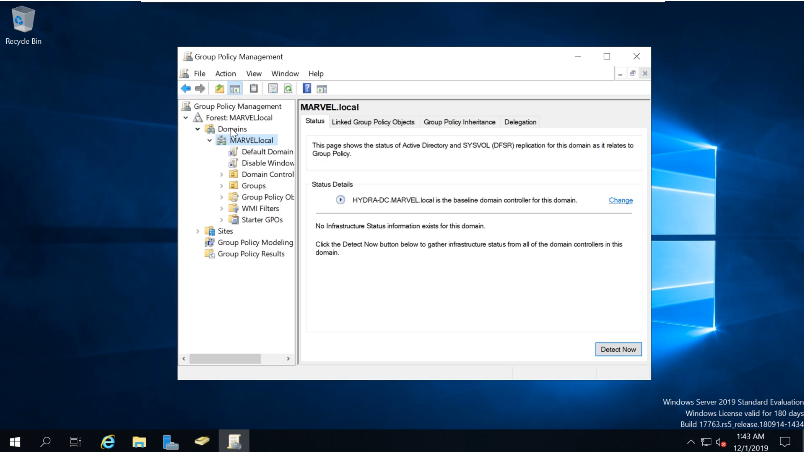 Recycle Bin
Group Policy Management
File Action View Window Help
Group Policy Management
Forest: MARVEL.local
Domains
MARVEL.local
Default Domain
Disable Window
Domain Control
Groups
Group Policy Ob
WMI Filters
Starter GPOs
Sites
Group Policy Modeling
Group Policy Results
MARVEL.local
Status Linked Group Policy Objects Group Policy Inheritance Delegation
This page shows the status of Active Directory and SYSVOL (DFSR) replication for this domain as it relates to
Group Policy.
Status Details
HYDRA-DC.MARVEL.local is the baseline domain controller for this domain. Change
No Infrastructure Status information exists for this domain.
Click the Detect Now button below to gather infrastructure status from all of the domain controllers in this
domain.
Detect Now
Windows Server 2019 Standard Evaluation
Windows License valid for 180 days
Build 17763.rs5_release.180914-1434
1:43 AM
12/1/2019